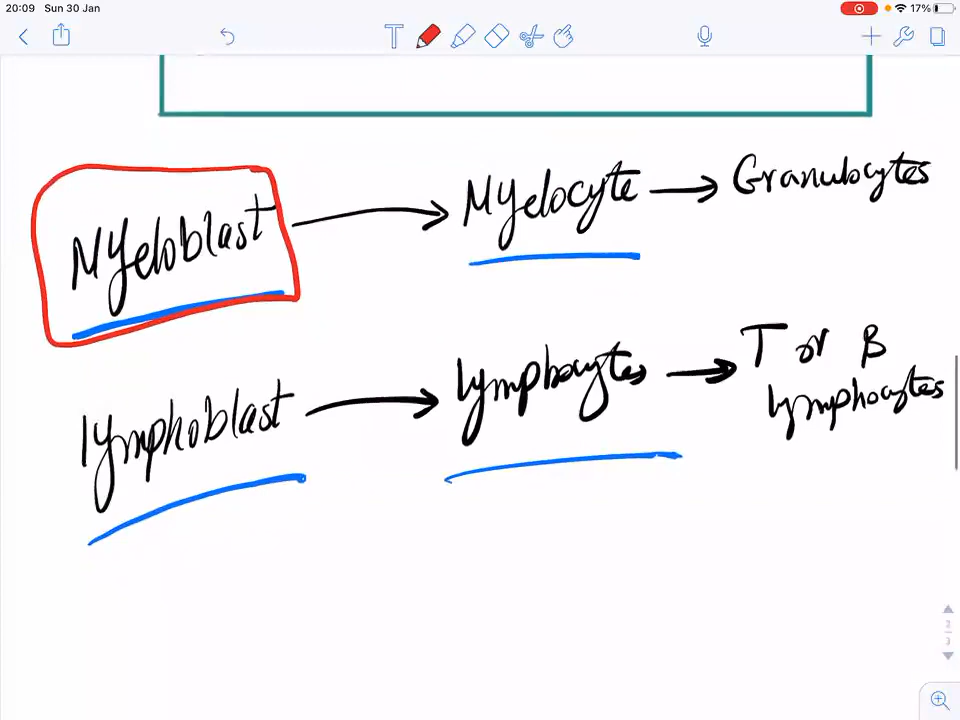 20:09 Sun 30 Jan
17%
Myeloblast → Myelocyte → Granulocytes
lymphoblast → lymphocytes → T or B
lymphocytes